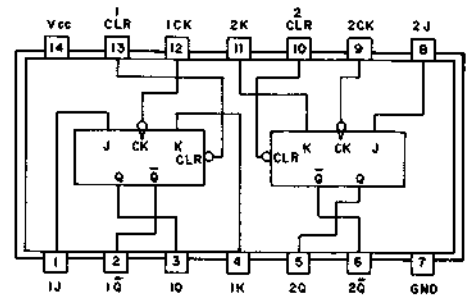 Vcc 1 CLR 1CK 2K 2 CLR 2CK 2J
14 13 12 11 10 9 8
J CK K CLR CLR K CK J
Q Q̅ Q̅ Q
1 2 3 4 5 6 7
1J 1Q̅ 1Q 1K 2Q 2Q̅ GND